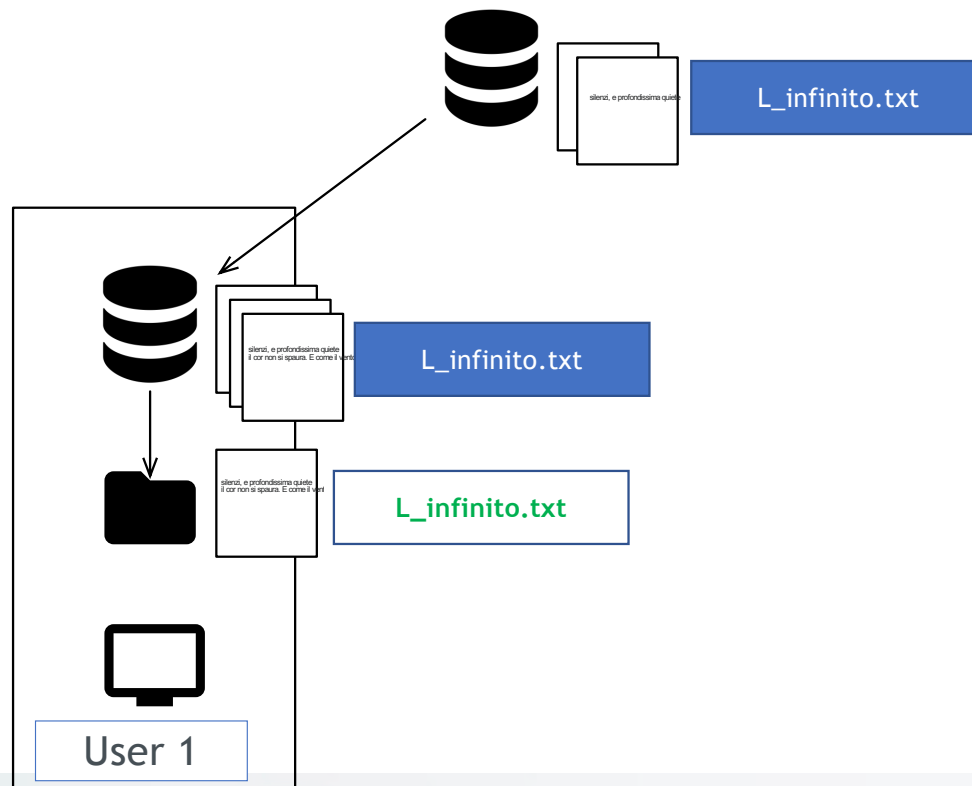 silenzi, e profondissima quiete
L_infinito.txt
silenzi, e profondissima quiete
il cor non si spaura. E come il vento
L_infinito.txt
silenzi, e profondissima quiete
il cor non si spaura. E come il vent
L_infinito.txt
User 1